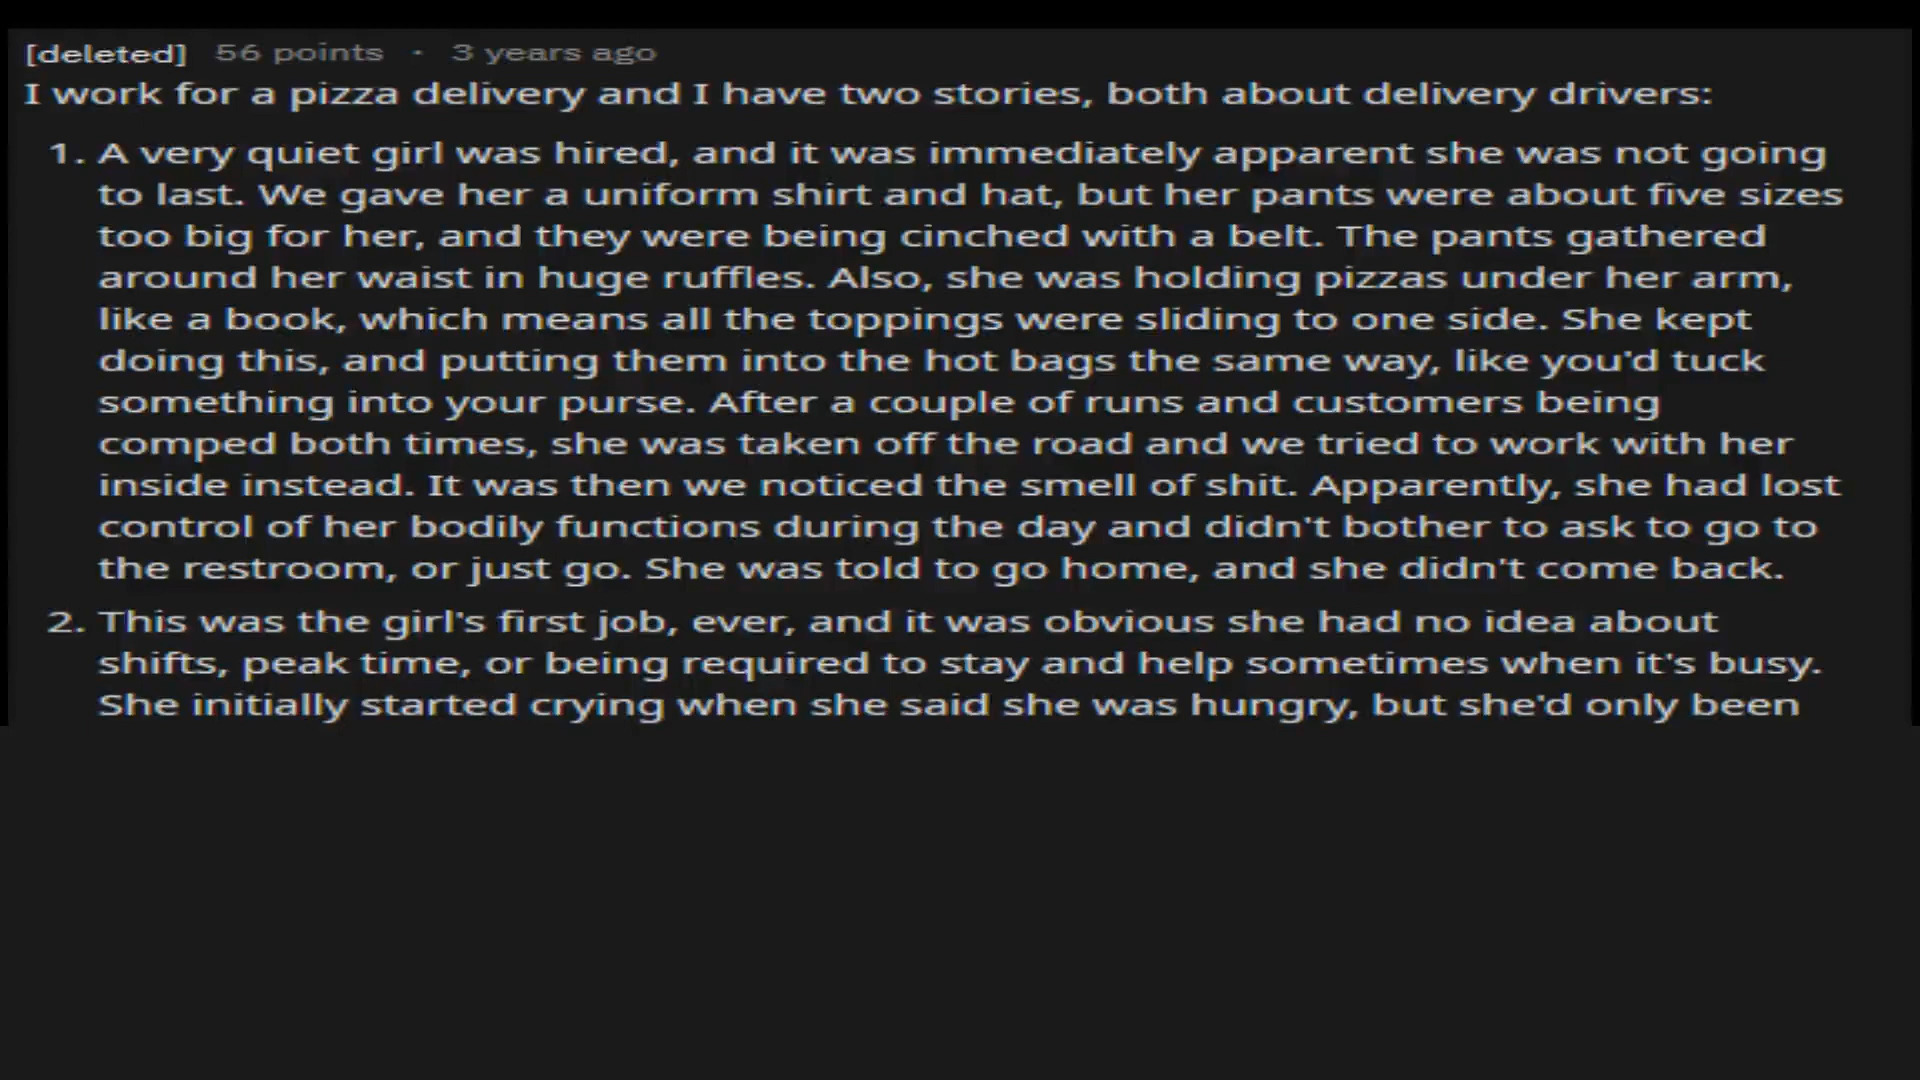 [deleted] 56 points · 3 years ago
I work for a pizza delivery and I have two stories, both about delivery drivers:
1. A very quiet girl was hired, and it was immediately apparent she was not going
to last. We gave her a uniform shirt and hat, but her pants were about five sizes
too big for her, and they were being cinched with a belt. The pants gathered
around her waist in huge ruffles. Also, she was holding pizzas under her arm,
like a book, which means all the toppings were sliding to one side. She kept
doing this, and putting them into the hot bags the same way, like you'd tuck
something into your purse. After a couple of runs and customers being
comped both times, she was taken off the road and we tried to work with her
inside instead. It was then we noticed the smell of shit. Apparently, she had lost
control of her bodily functions during the day and didn't bother to ask to go to
the restroom, or just go. She was told to go home, and she didn't come back.
2. This was the girl's first job, ever, and it was obvious she had no idea about
shifts, peak time, or being required to stay and help sometimes when it's busy.
She initially started crying when she said she was hungry, but she'd only been